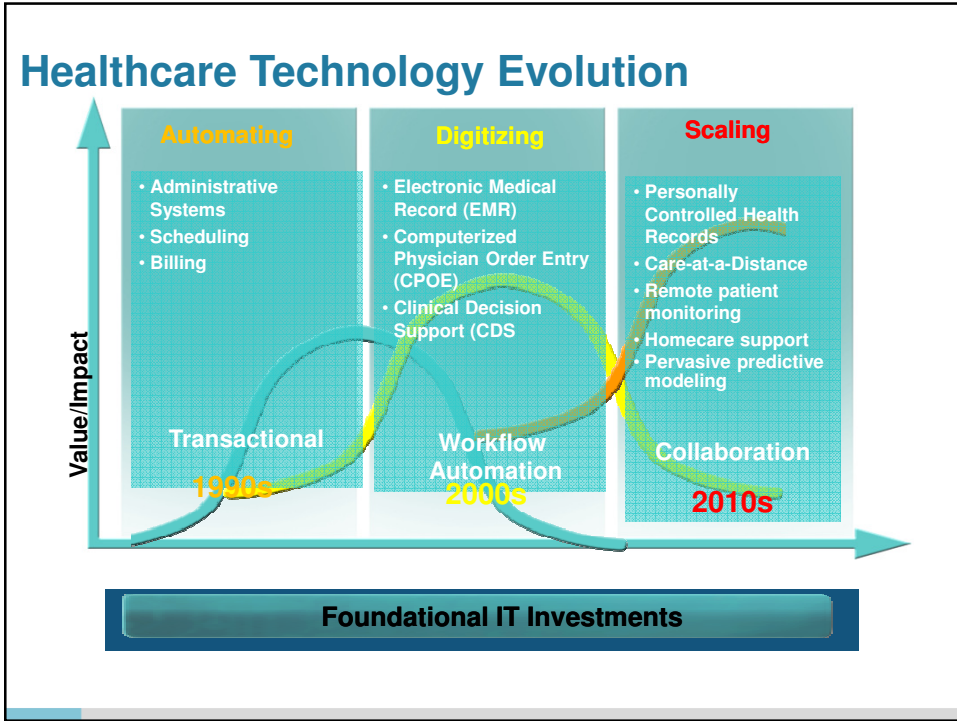 Healthcare Technology Evolution
Value/Impact
Automating
• Administrative
Systems
• Scheduling
• Billing
Transactional
1990s
Digitizing
• Electronic Medical
Record (EMR)
• Computerized
Physician Order Entry
(CPOE)
• Clinical Decision
Support (CDS
Workflow
Automation
2000s
Scaling
• Personally
Controlled Health
Records
• Care-at-a-Distance
• Remote patient
monitoring
• Homecare support
• Pervasive predictive
modeling
Collaboration
2010s
Foundational IT Investments